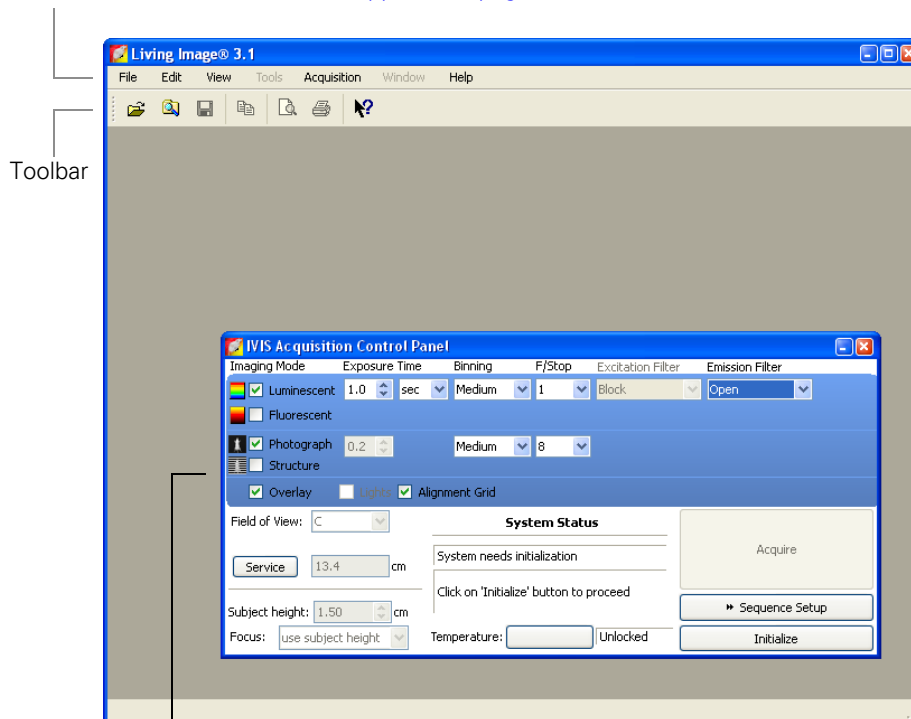 Living Image® 3.1
File Edit View Tools Acquisition Window Help
Toolbar
IVIS Acquisition Control Panel
Imaging Mode Exposure Time Binning F/Stop Excitation Filter Emission Filter
Luminescent 1.0 sec Medium 1 Block Open
Fluorescent
Photograph 0.2 Medium 8
Structure
Overlay Lights Alignment Grid
Field of View: C
System Status
Acquire
System needs initialization
Service 13.4 cm
Click on 'Initialize' button to proceed
Sequence Setup
Subject height: 1.50 cm
Focus: use subject height
Temperature: Unlocked
Initialize